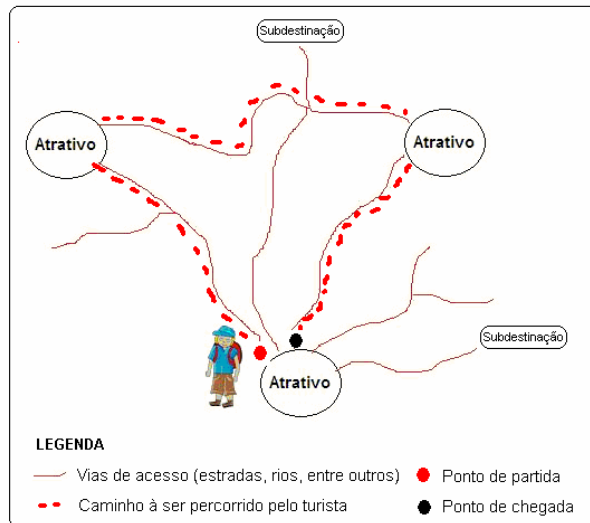 Subdestinação
Atrativo
Atrativo
Subdestinação
Atrativo
LEGENDA
Vias de acesso (estradas, rios, entre outros)
Ponto de partida
Caminho à ser percorrido pelo turista
Ponto de chegada